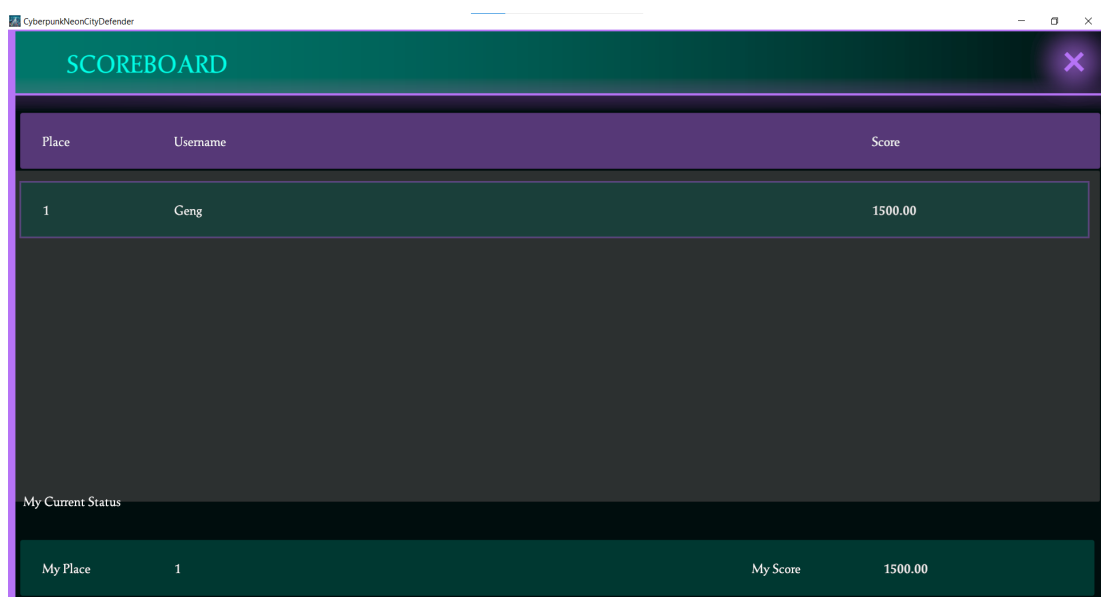 CyberpunkNeonCityDefender
SCOREBOARD
Place Username Score
1 Geng 1500.00
My Current Status
My Place 1 My Score 1500.00